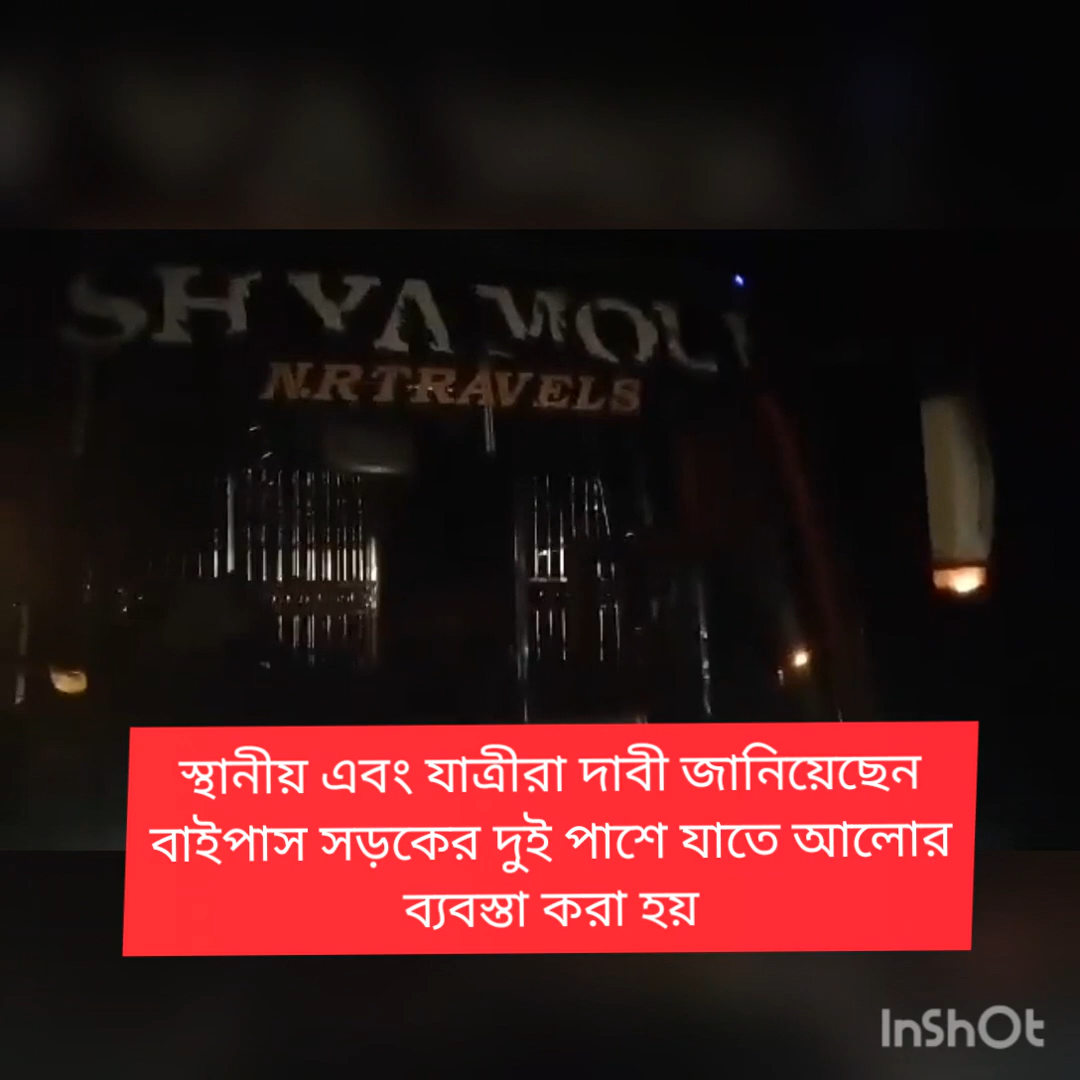 SHYAMOLI
N.R TRAVELS
স্থানীয় এবং যাত্রীরা দাবী জানিয়েছেন
বাইপাস সড়কের দুই পাশে যাতে আলোর
ব্যবস্তা করা হয়
InShOt